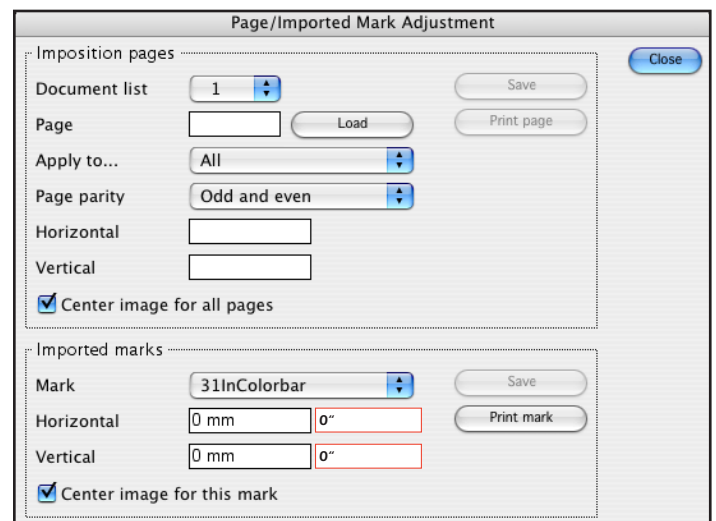 Page/Imported Mark Adjustment
Imposition pages
Close
Document list 1 Save
Page Load Print page
Apply to... All
Page parity Odd and even
Horizontal
Vertical
Center image for all pages
Imported marks
Mark 31InColorbar Save
Horizontal 0 mm 0″ Print mark
Vertical 0 mm 0″
Center image for this mark